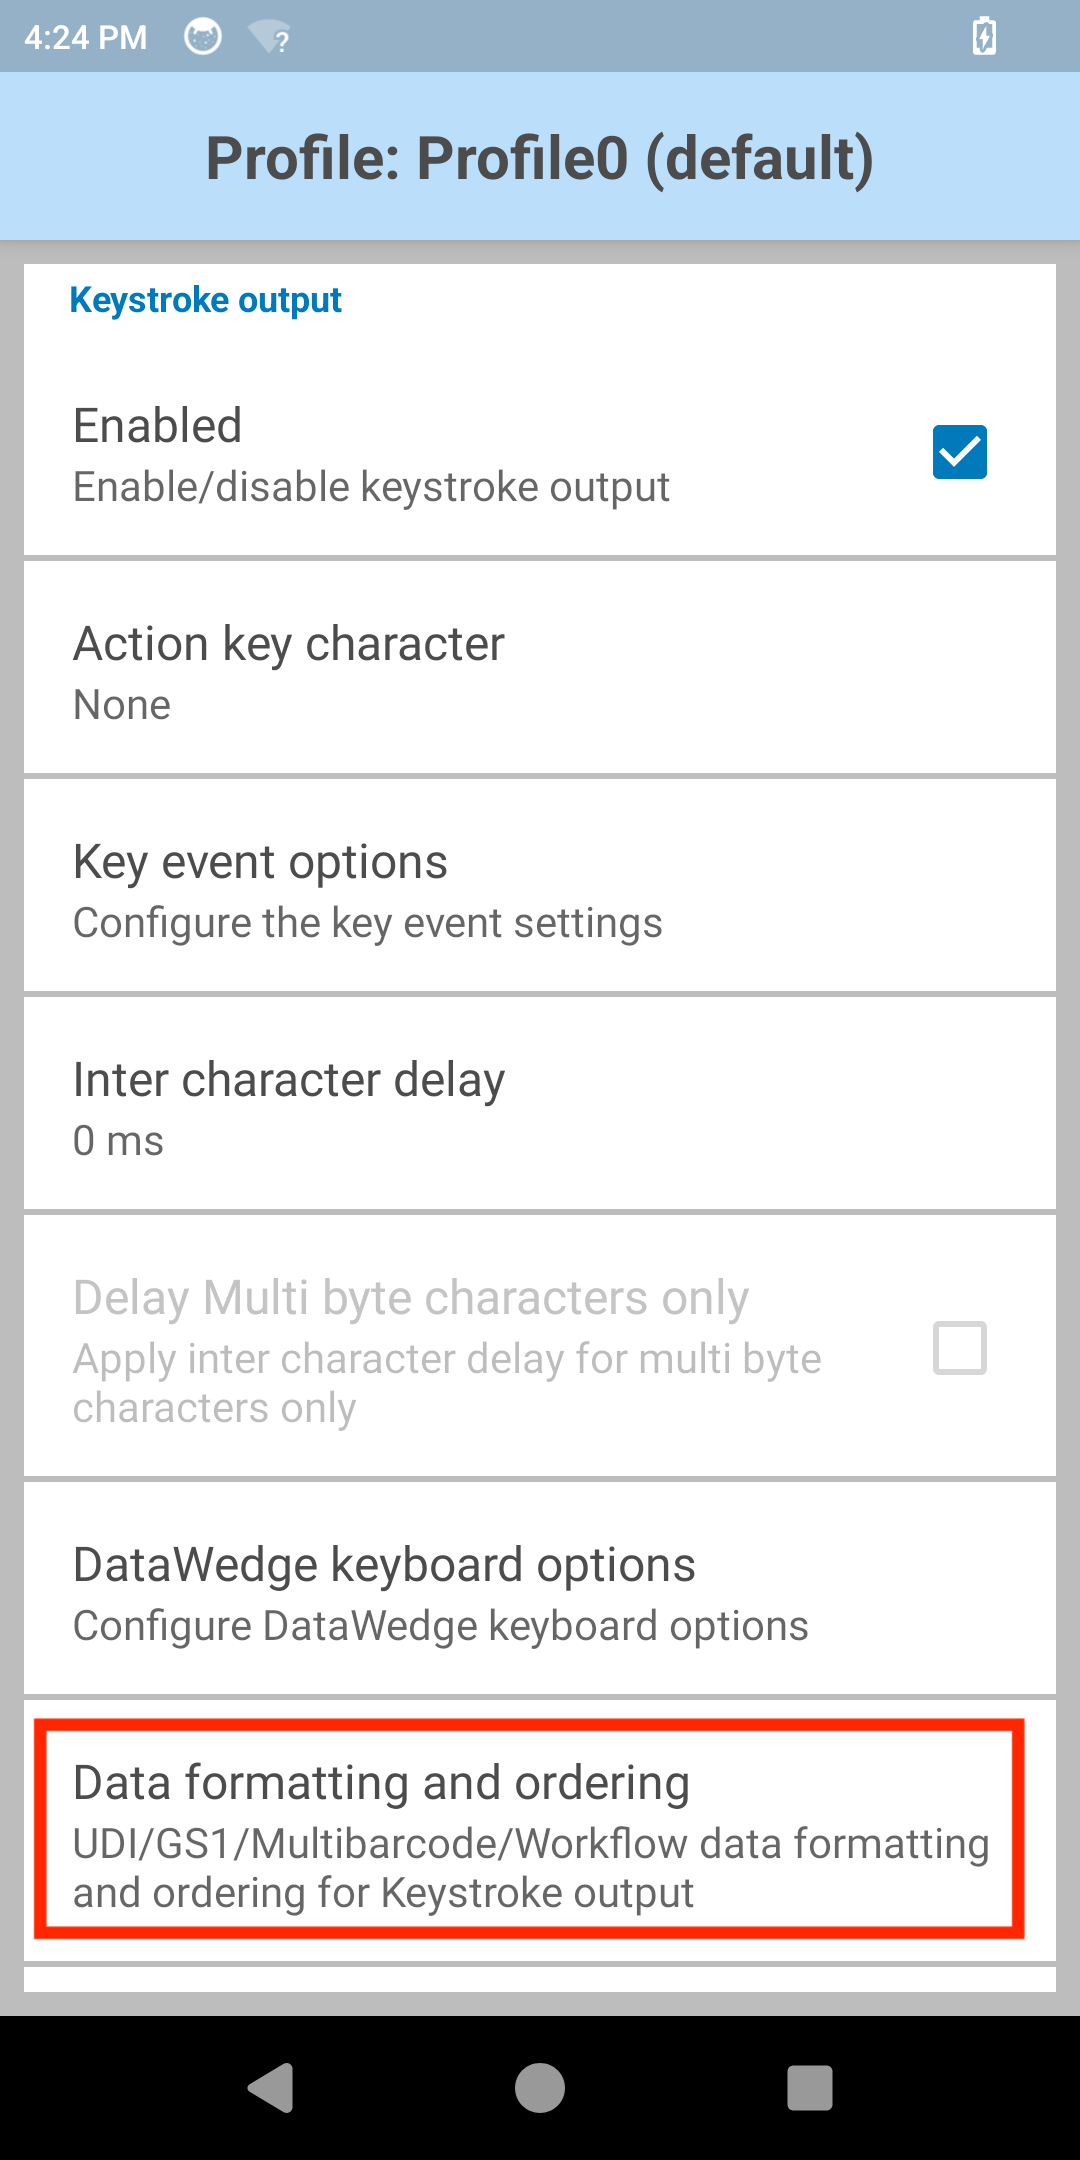 4:24 PM
Profile: Profile0 (default)
Keystroke output
Enabled
Enable/disable keystroke output
Action key character
None
Key event options
Configure the key event settings
Inter character delay
0 ms
Delay Multi byte characters only
Apply inter character delay for multi byte
characters only
DataWedge keyboard options
Configure DataWedge keyboard options
Data formatting and ordering
UDI/GS1/Multibarcode/Workflow data formatting
and ordering for Keystroke output